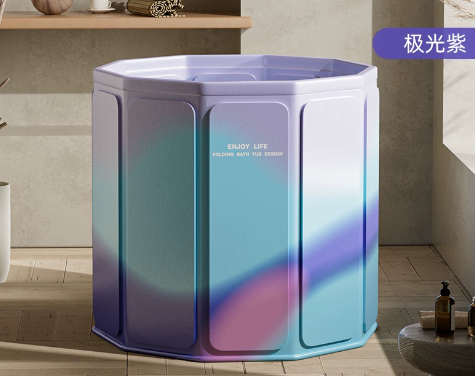 极光紫
ENJOY LIFE
FOLDING BATH TUB DESIGN